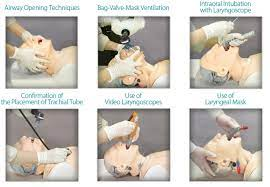 Airway Opening Techniques
Bag-Valve-Mask Ventilation
Intraoral Intubation
with Laryngoscope
Confirmation of
the Placement of Trachial Tube
Use of
Video Laryngoscopes
Use of
Laryngeal Mask